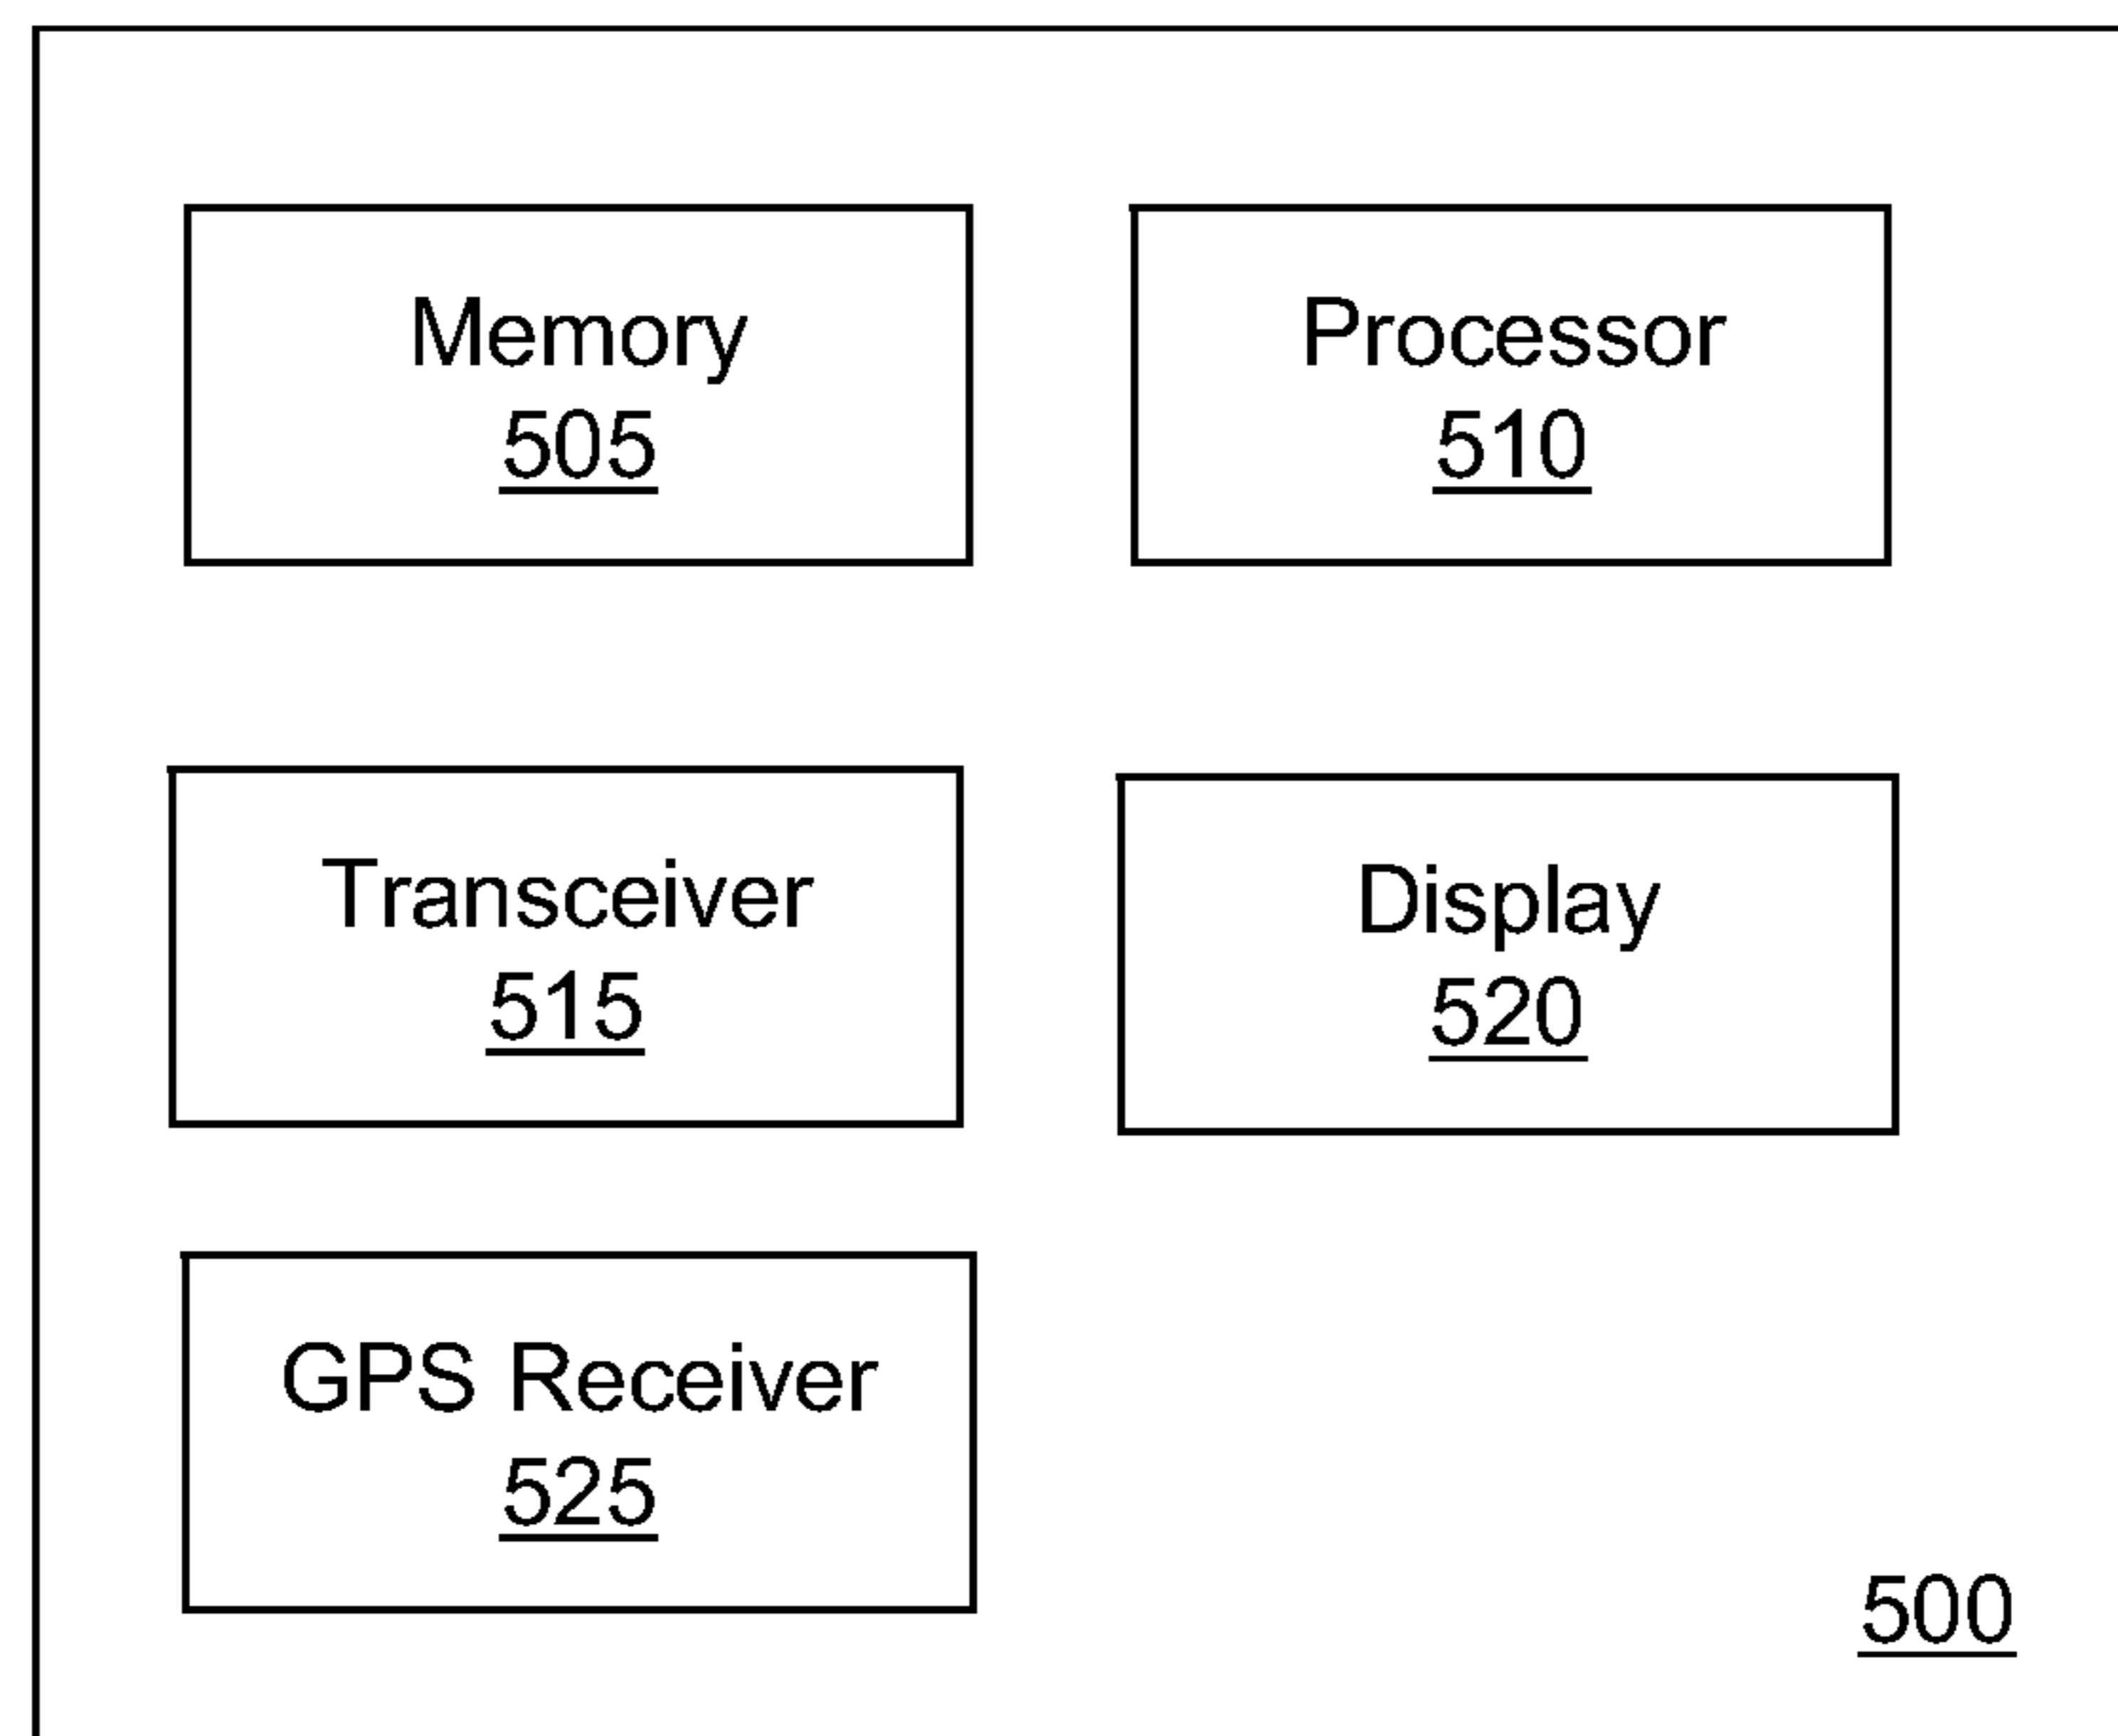 Memory
505
Processor
510
Transceiver
515
Display
520
GPS Receiver
525
500